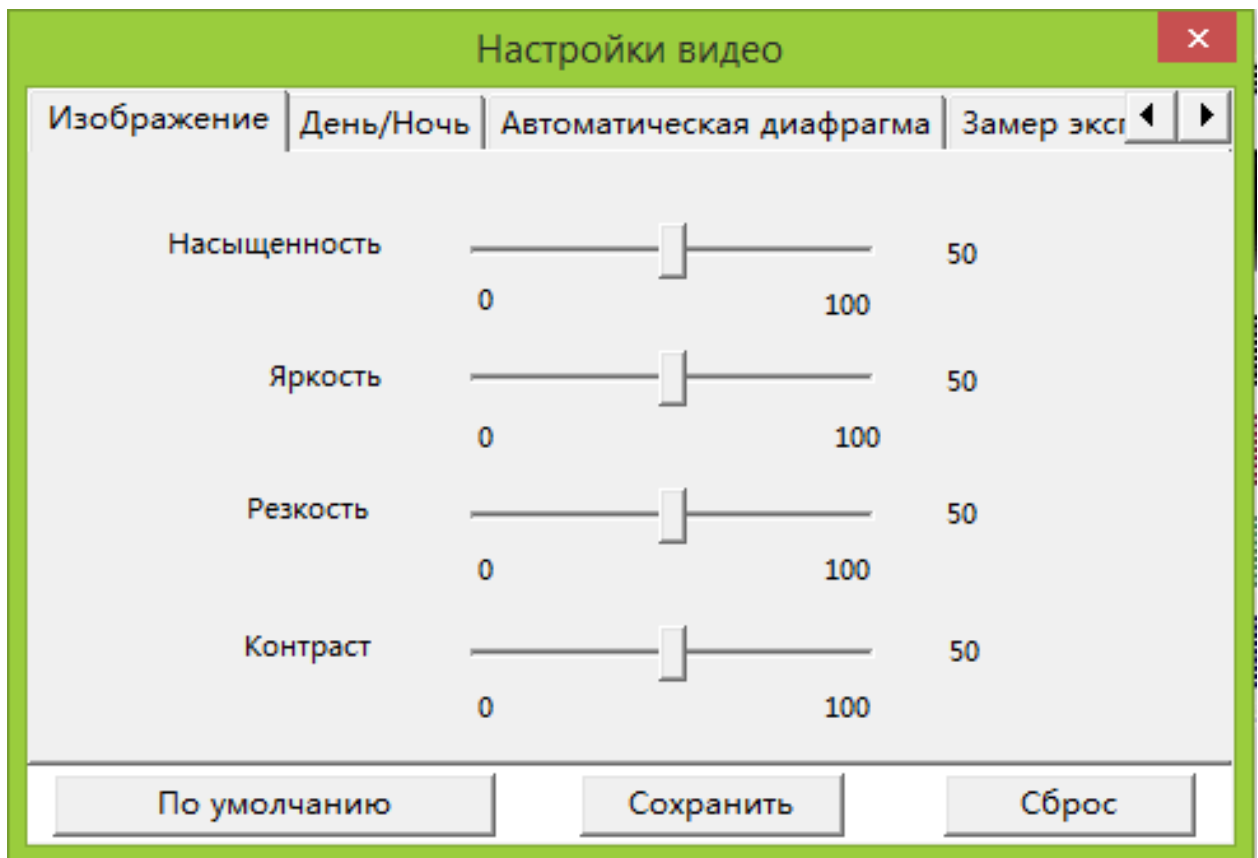 Настройки видео
Изображение День/Ночь Автоматическая диафрагма Замер
Насыщенность 50
0 100
Яркость 50
0 100
Резкость 50
0 100
Контраст 50
0 100
По умолчанию Сохранить Сброс